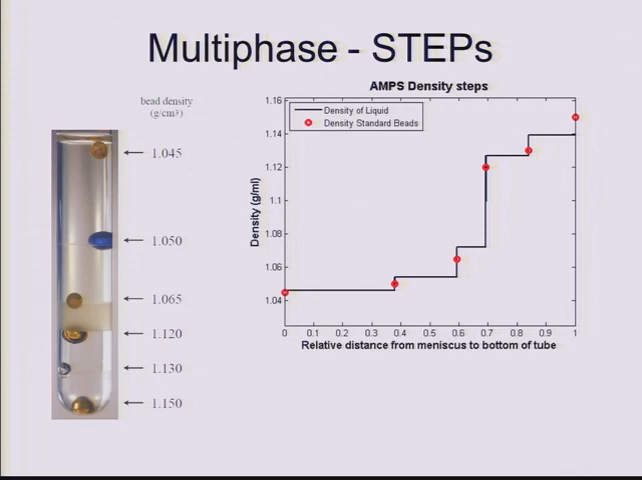 Multiphase - STEPs
bead density
(g/cm³)
1.045
1.050
1.065
1.120
1.130
1.150
AMPS Density steps
Density of Liquid
Density Standard Beads
Density (g/ml)
1.16
1.14
1.12
1.1
1.08
1.06
1.04
0 0.1 0.2 0.3 0.4 0.5 0.6 0.7 0.8 0.9 1
Relative distance from meniscus to bottom of tube